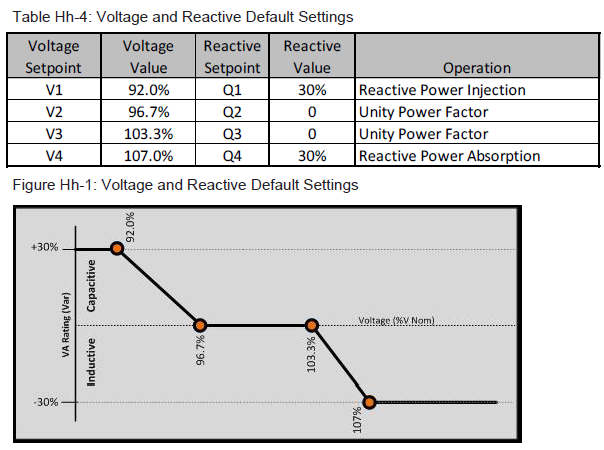 Table Hh-4: Voltage and Reactive Default Settings
Voltage Setpoint Voltage Value Reactive Setpoint Reactive Value Operation
V1 92.0% Q1 30% Reactive Power Injection
V2 96.7% Q2 0 Unity Power Factor
V3 103.3% Q3 0 Unity Power Factor
V4 107.0% Q4 30% Reactive Power Absorption
Figure Hh-1: Voltage and Reactive Default Settings
+30%
92.0%
VA Rating (Var)
Capacitive
Inductive
Voltage (%V Nom)
96.7%
103.3%
-30%
107%